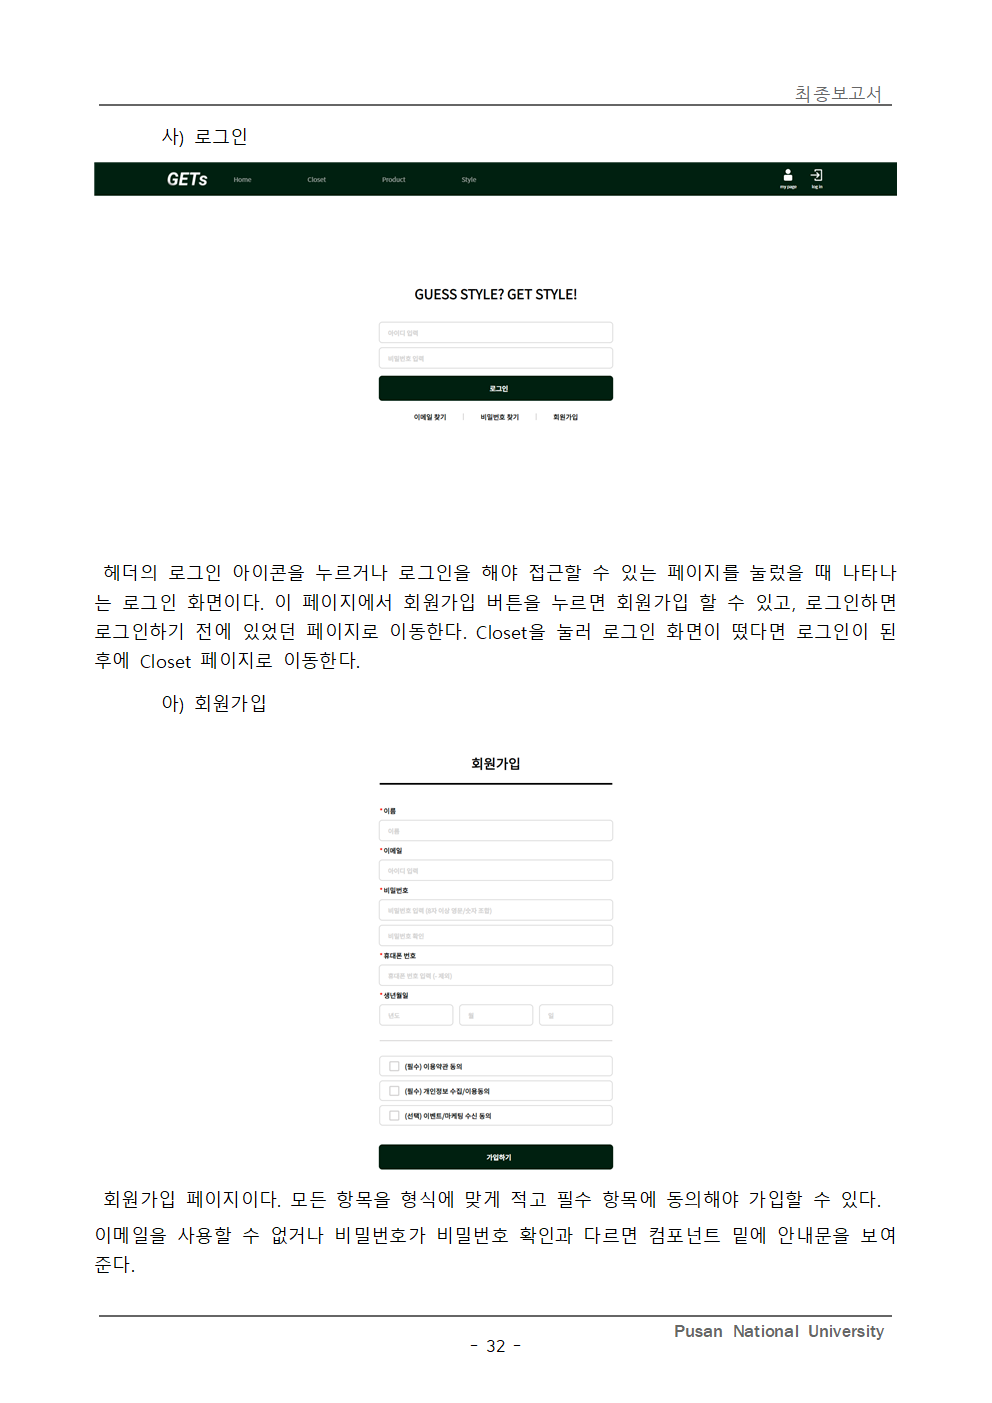 최종보고서
사) 로그인
GETs Home Closet Product Style my page log in
GUESS STYLE? GET STYLE!
아이디 입력
비밀번호 입력
로그인
이메일 찾기 | 비밀번호 찾기 | 회원가입
헤더의 로그인 아이콘을 누르거나 로그인을 해야 접근할 수 있는 페이지를 눌렀을 때 나타나
는 로그인 화면이다. 이 페이지에서 회원가입 버튼을 누르면 회원가입 할 수 있고, 로그인하면
로그인하기 전에 있었던 페이지로 이동한다. Closet을 눌러 로그인 화면이 떴다면 로그인이 된
후에 Closet 페이지로 이동한다.
아) 회원가입
회원가입
*이름
이름
*이메일
아이디 입력
*비밀번호
비밀번호 입력 (8자 이상 영문/숫자 조합)
비밀번호 확인
*휴대폰 번호
휴대폰 번호 입력 (- 제외)
*생년월일
년도 월 일
(필수) 이용약관 동의
(필수) 개인정보 수집/이용동의
(선택) 이벤트/마케팅 수신 동의
가입하기
회원가입 페이지이다. 모든 항목을 형식에 맞게 적고 필수 항목에 동의해야 가입할 수 있다.
이메일을 사용할 수 없거나 비밀번호가 비밀번호 확인과 다르면 컴포넌트 밑에 안내문을 보여
준다.
Pusan National University
- 32 -